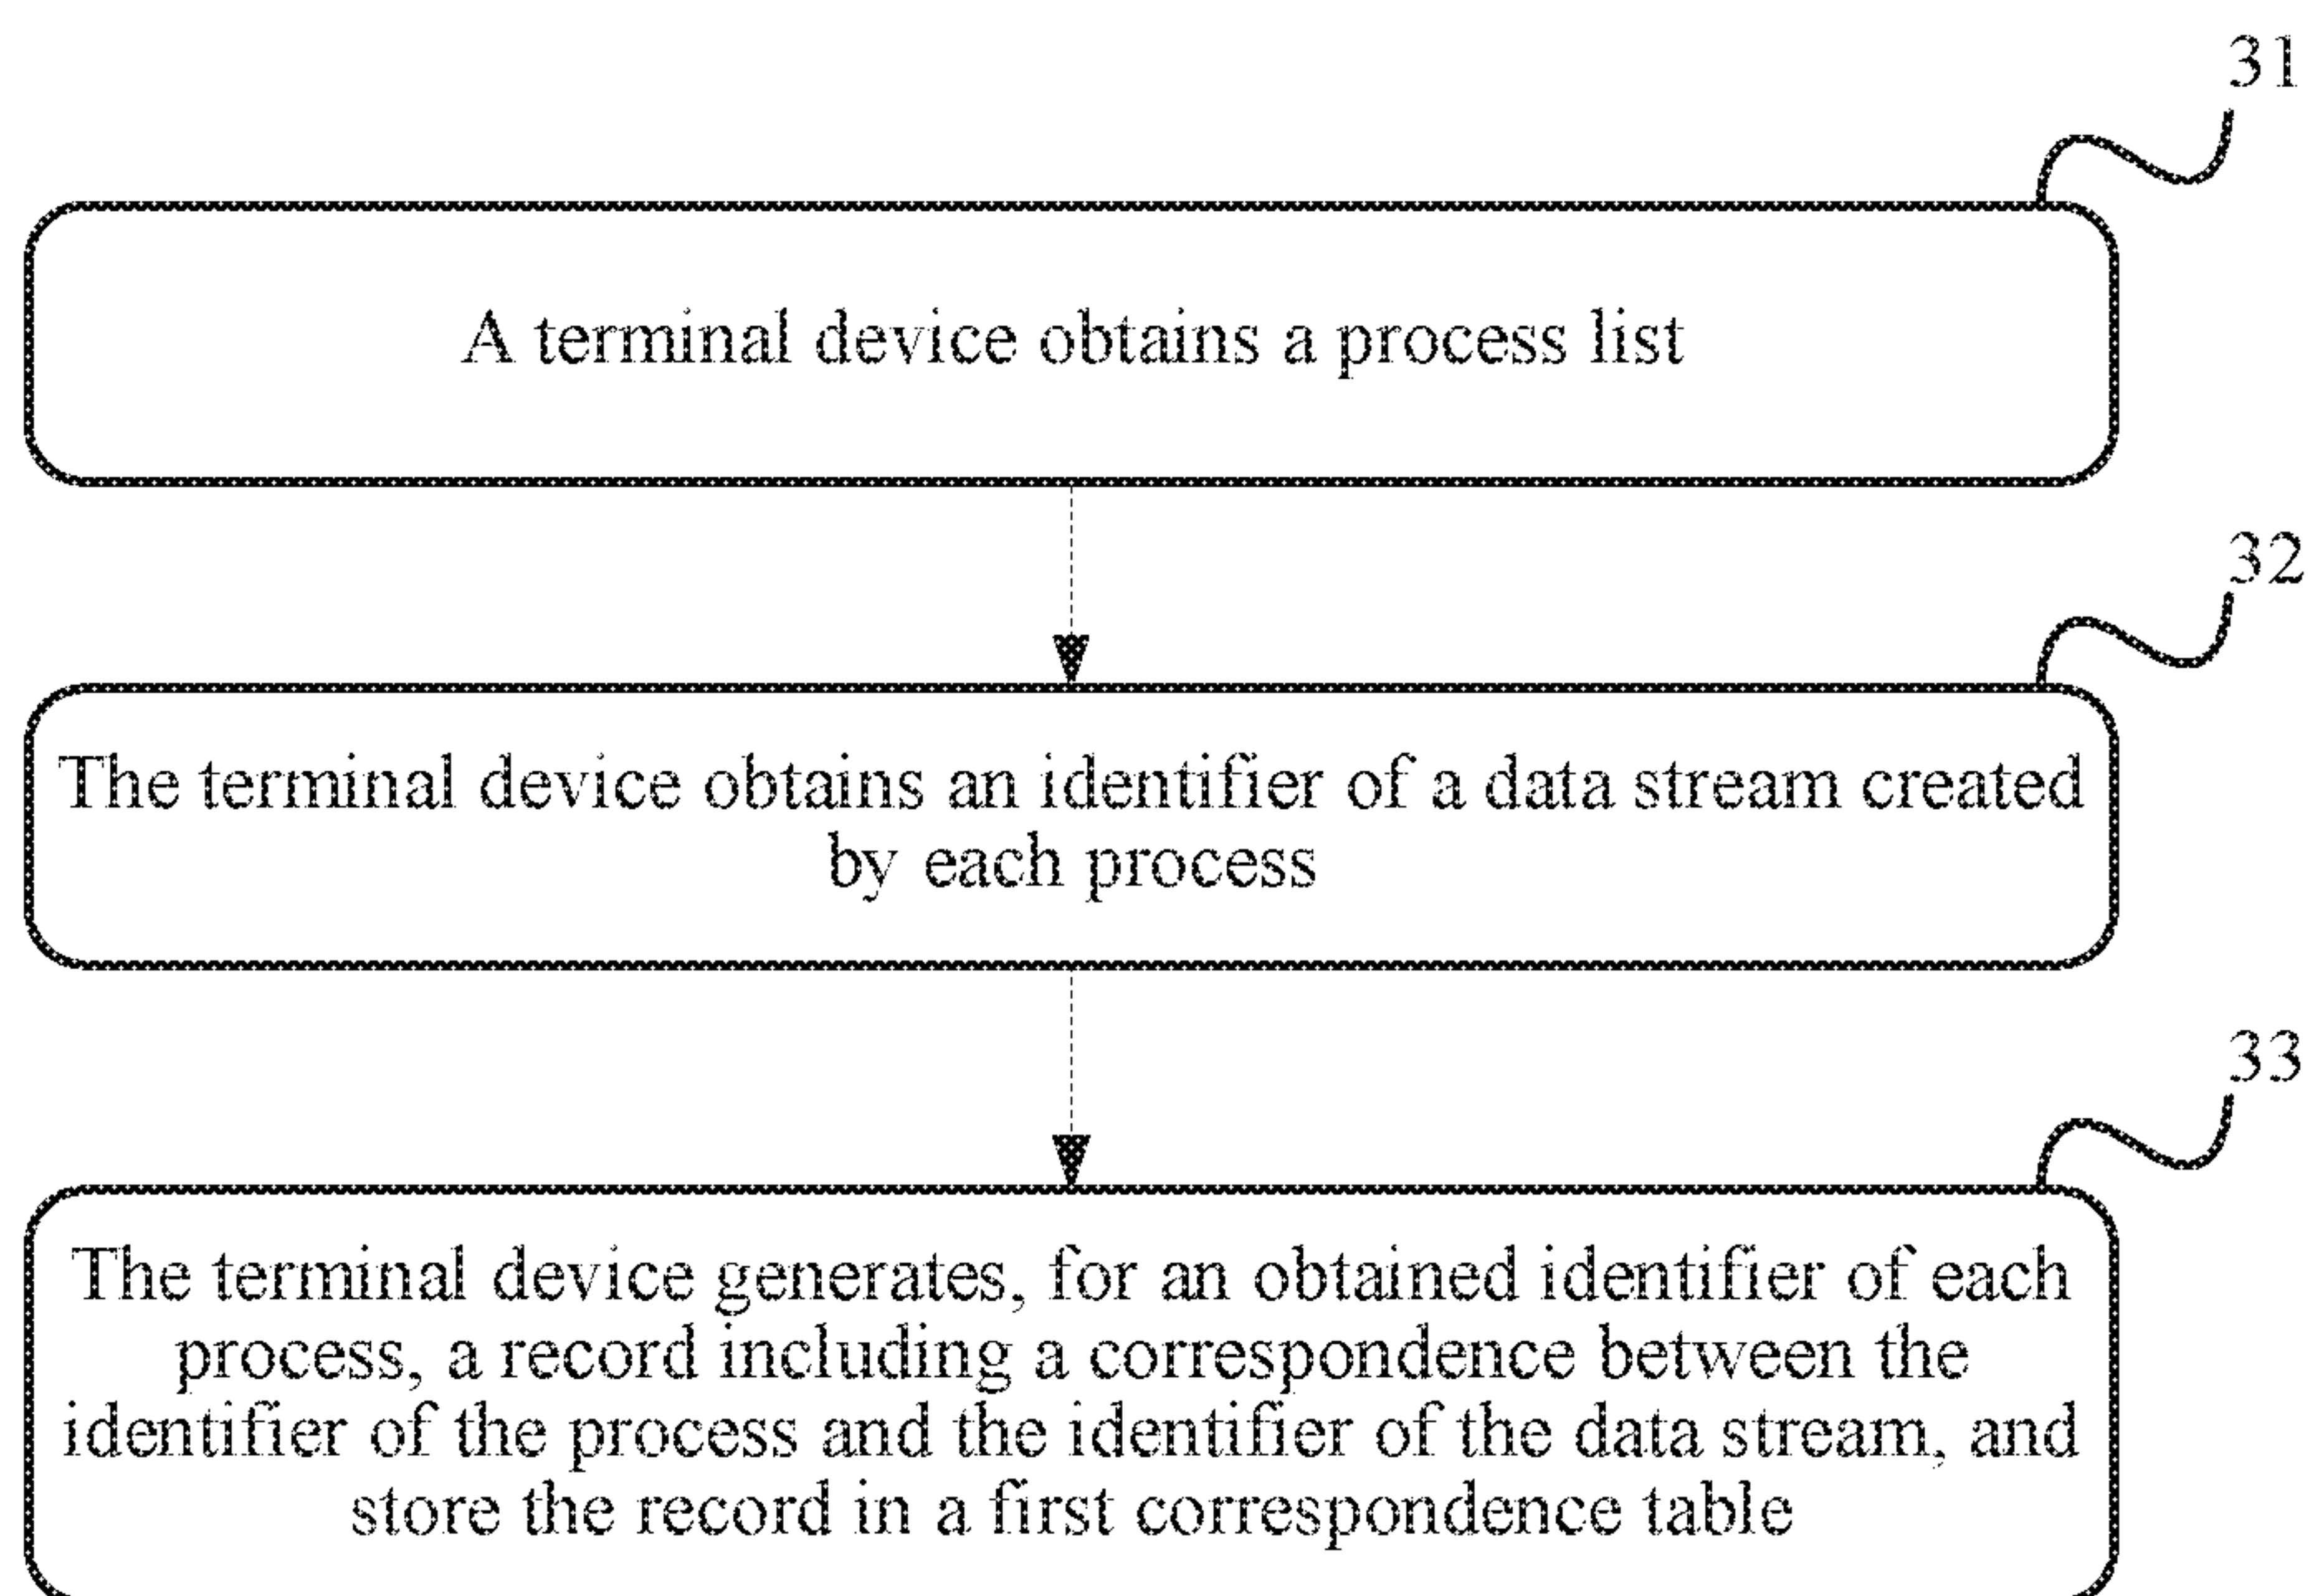 31
A terminal device obtains a process list
32
The terminal device obtains an identifier of a data stream created
by each process
33
The terminal device generates, for an obtained identifier of each
process, a record including a correspondence between the
identifier of the process and the identifier of the data stream, and
store the record in a first correspondence table